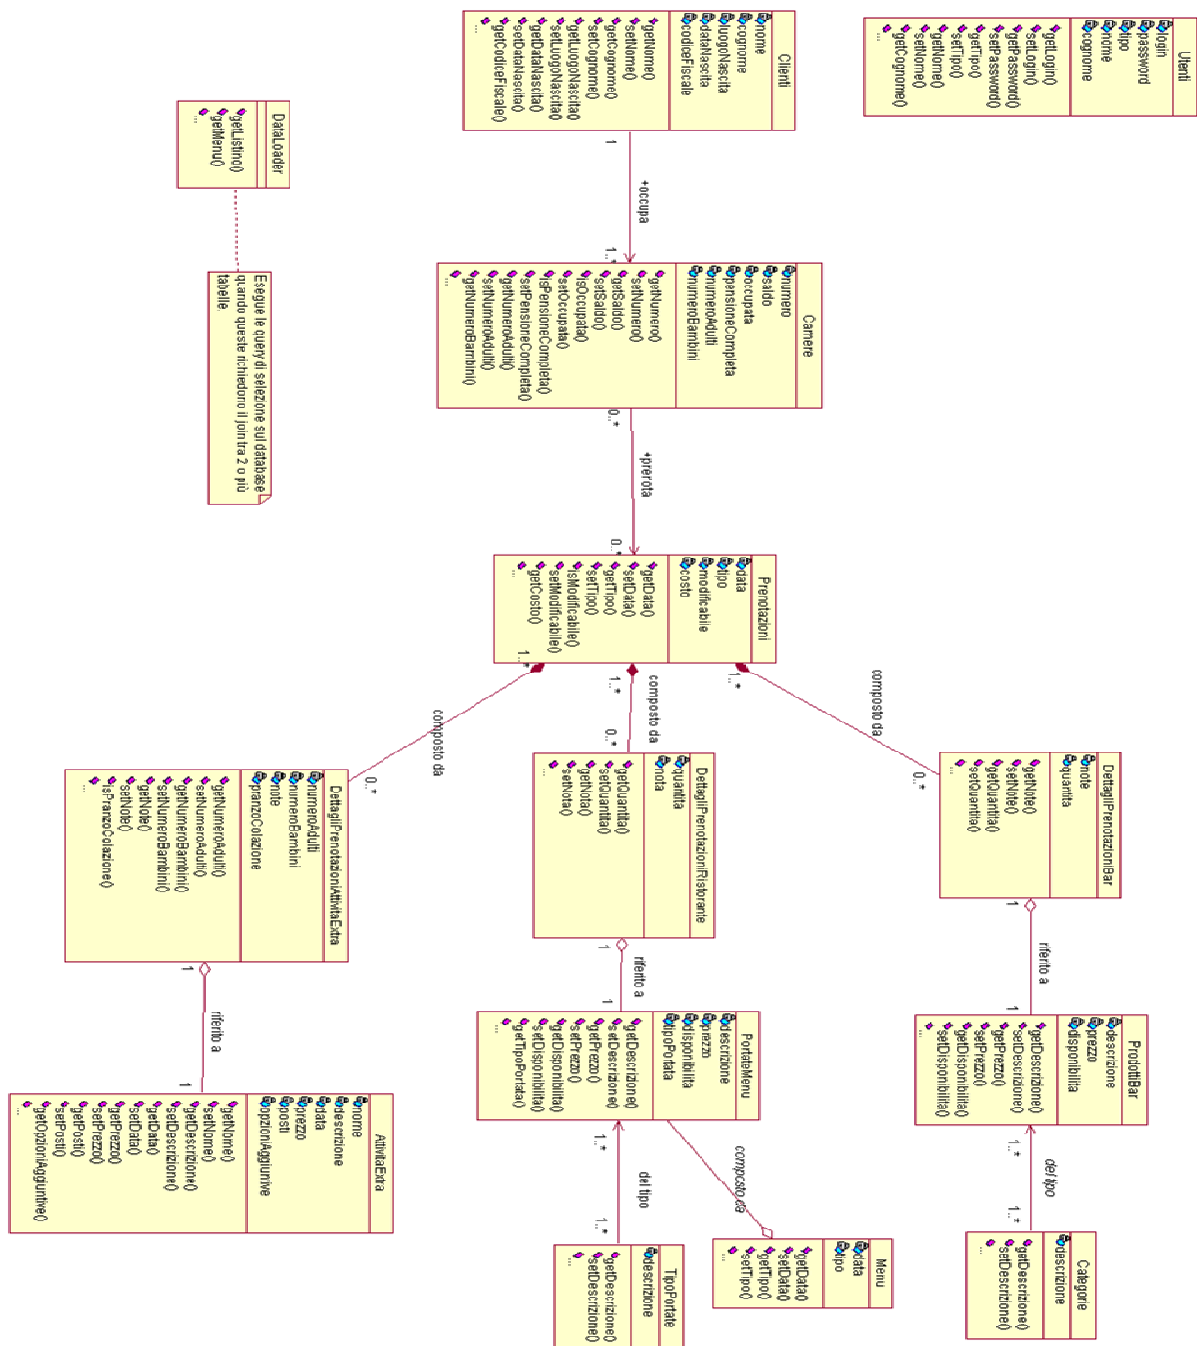 Utenti
login
password
tipo
nome
cognome
getLogin()
setLogin()
getPassword()
setPassword()
getTipo()
setTipo()
getNome()
setNome()
getCognome()
...
Clienti
nome
cognome
luogoNascita
dataNascita
codiceFiscale
getNome()
setNome()
getCognome()
setCognome()
getLuogoNascita()
setLuogoNascita()
getDataNascita()
setDataNascita()
getCodiceFiscale()
...
1
+occupa
1..*
DataLoader
getListino()
getMenu()
...
Esegue le query di selezione sul database
quando queste richiedono il join tra 2 o più
tabelle.
Camere
numero
saldo
occupata
pensioneCompleta
numeroAdulti
numeroBambini
getNumero()
setNumero()
getSaldo()
setSaldo()
isOccupata()
setOccupata()
isPensioneCompleta()
setPensioneCompleta()
getNumeroAdulti()
setNumeroAdulti()
getNumeroBambini()
...
0..*
+prenota
0..*
Prenotazioni
data
tipo
modificabile
costo
getData()
setData()
getTipo()
setTipo()
isModificabile()
setModificabile()
getCosto()
...
1..*
composto da
0..*
1..*
composto da
0..*
1..*
composto da
0..*
DettagliPrenotazioniBar
note
quantita
getNote()
setNote()
getQuantita()
setQuantita()
...
1
riferito a
1
DettagliPrenotazioniRistorante
quantita
nota
getQuantita()
setQuantita()
getNota()
setNota()
...
1
riferito a
1
DettagliPrenotazioniAttivitaExtra
numeroAdulti
numeroBambini
note
pranzoColazione
getNumeroAdulti()
setNumeroAdulti()
getNumeroBambini()
setNumeroBambini()
getNote()
setNote()
isPranzoColazione()
...
1
riferito a
1
ProdottiBar
descrizione
prezzo
disponibilita
getDescrizione()
setDescrizione()
getPrezzo()
setPrezzo()
getDisponibilita()
setDisponibilita()
...
1..*
del tipo
1..*
PortateMenu
descrizione
prezzo
disponibilita
tipoPortata
getDescrizione()
setDescrizione()
getPrezzo()
setPrezzo()
getDisponibilita()
setDisponibilita()
getTipoPortata()
...
1..*
del tipo
1..*
composto da
AttivitaExtra
nome
descrizione
data
prezzo
posti
opzioniAggiuntive
getNome()
setNome()
getDescrizione()
setDescrizione()
getData()
setData()
getPrezzo()
setPrezzo()
getPosti()
setPosti()
getOpzioniAggiuntive()
...
Categorie
descrizione
getDescrizione()
setDescrizione()
...
Menu
data
tipo
getData()
setData()
getTipo()
setTipo()
...
TipoPortate
descrizione
getDescrizione()
setDescrizione()
...